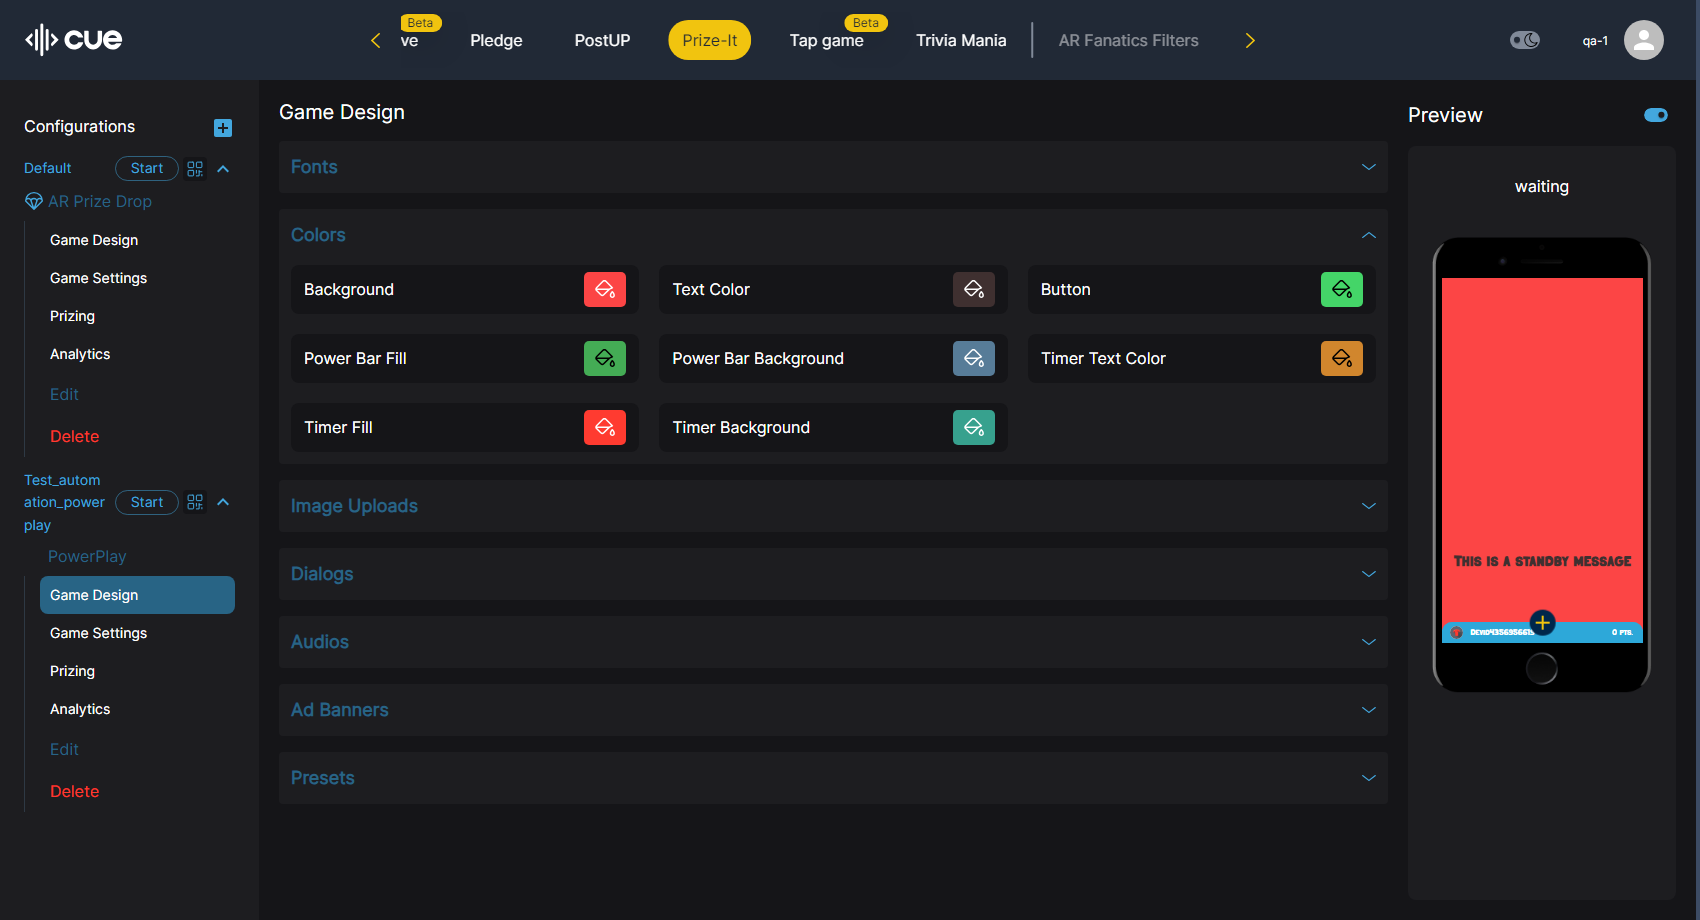 cue
Beta
ve
Pledge
PostUP
Prize-It
Beta
Tap game
Trivia Mania
AR Fanatics Filters
qa-1
Configurations
Default
Start
AR Prize Drop
Game Design
Game Settings
Prizing
Analytics
Edit
Delete
Test_autom
ation_power
play
Start
PowerPlay
Game Design
Game Settings
Prizing
Analytics
Edit
Delete
Game Design
Fonts
Colors
Background
Text Color
Button
Power Bar Fill
Power Bar Background
Timer Text Color
Timer Fill
Timer Background
Image Uploads
Dialogs
Audios
Ad Banners
Presets
Preview
waiting
This is a standby message
0 pts.